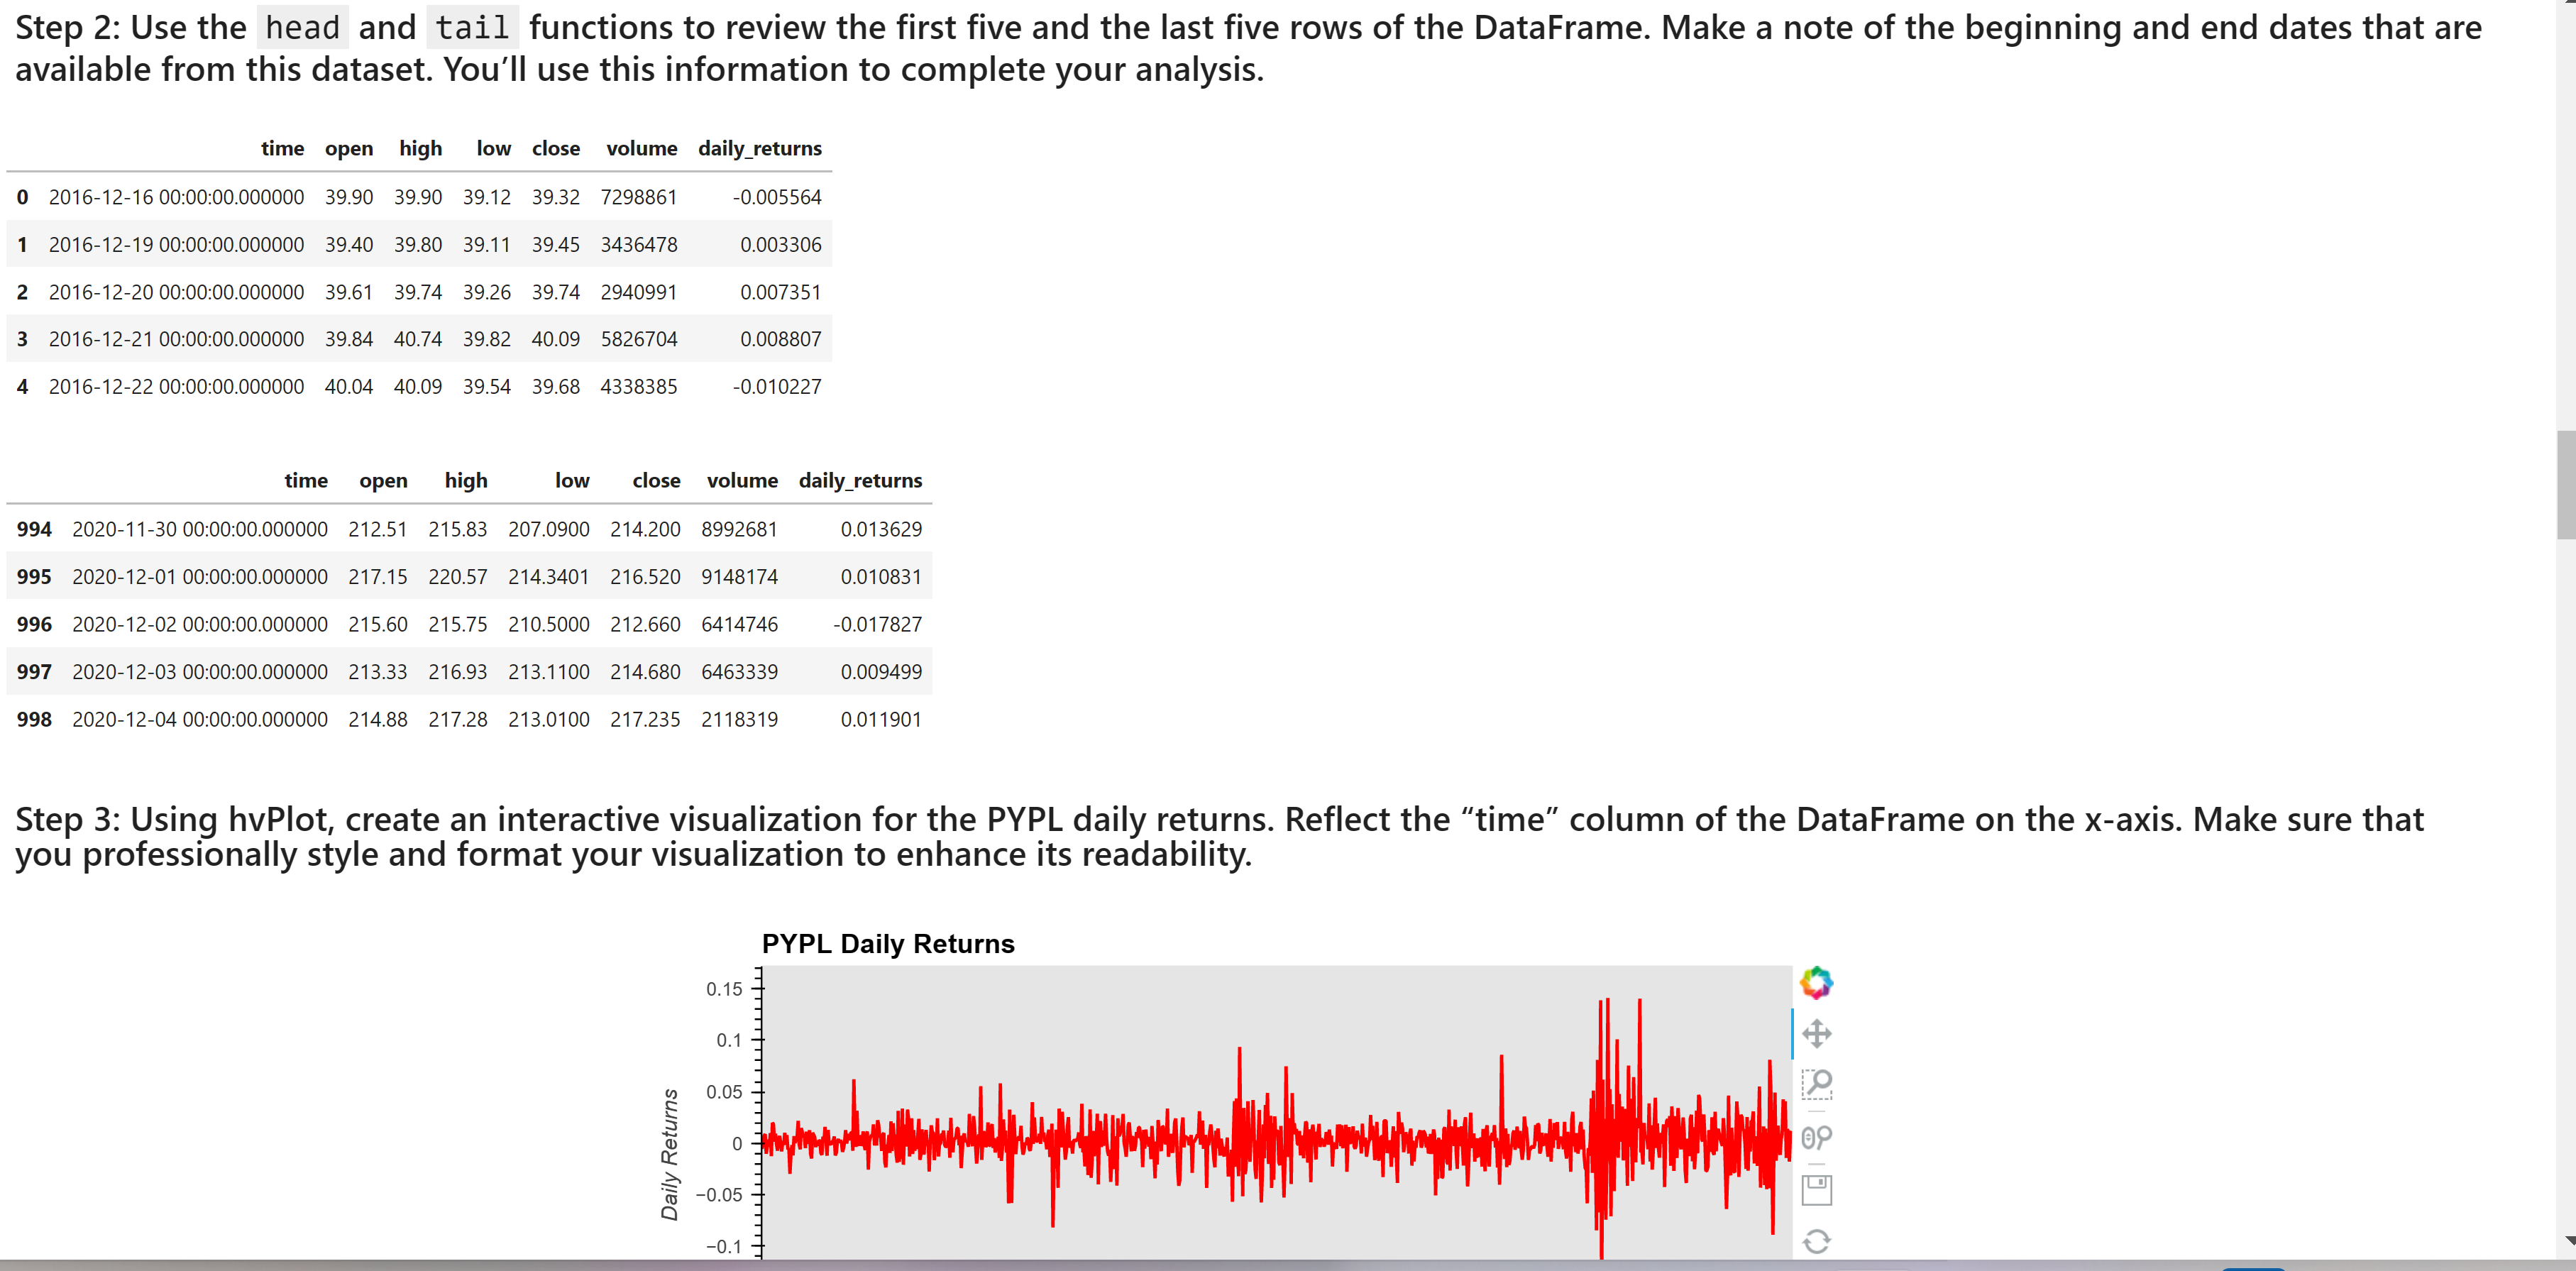 Step 2: Use the head and tail functions to review the first five and the last five rows of the DataFrame. Make a note of the beginning and end dates that are
available from this dataset. You’ll use this information to complete your analysis.
time open high low close volume daily_returns
0 2016-12-16 00:00:00.000000 39.90 39.90 39.12 39.32 7298861 -0.005564
1 2016-12-19 00:00:00.000000 39.40 39.80 39.11 39.45 3436478 0.003306
2 2016-12-20 00:00:00.000000 39.61 39.74 39.26 39.74 2940991 0.007351
3 2016-12-21 00:00:00.000000 39.84 40.74 39.82 40.09 5826704 0.008807
4 2016-12-22 00:00:00.000000 40.04 40.09 39.54 39.68 4338385 -0.010227
time open high low close volume daily_returns
994 2020-11-30 00:00:00.000000 212.51 215.83 207.0900 214.200 8992681 0.013629
995 2020-12-01 00:00:00.000000 217.15 220.57 214.3401 216.520 9148174 0.010831
996 2020-12-02 00:00:00.000000 215.60 215.75 210.5000 212.660 6414746 -0.017827
997 2020-12-03 00:00:00.000000 213.33 216.93 213.1100 214.680 6463339 0.009499
998 2020-12-04 00:00:00.000000 214.88 217.28 213.0100 217.235 2118319 0.011901
Step 3: Using hvPlot, create an interactive visualization for the PYPL daily returns. Reflect the “time” column of the DataFrame on the x-axis. Make sure that
you professionally style and format your visualization to enhance its readability.
PYPL Daily Returns
0.15
0.1
0.05
0
−0.05
−0.1
Daily Returns